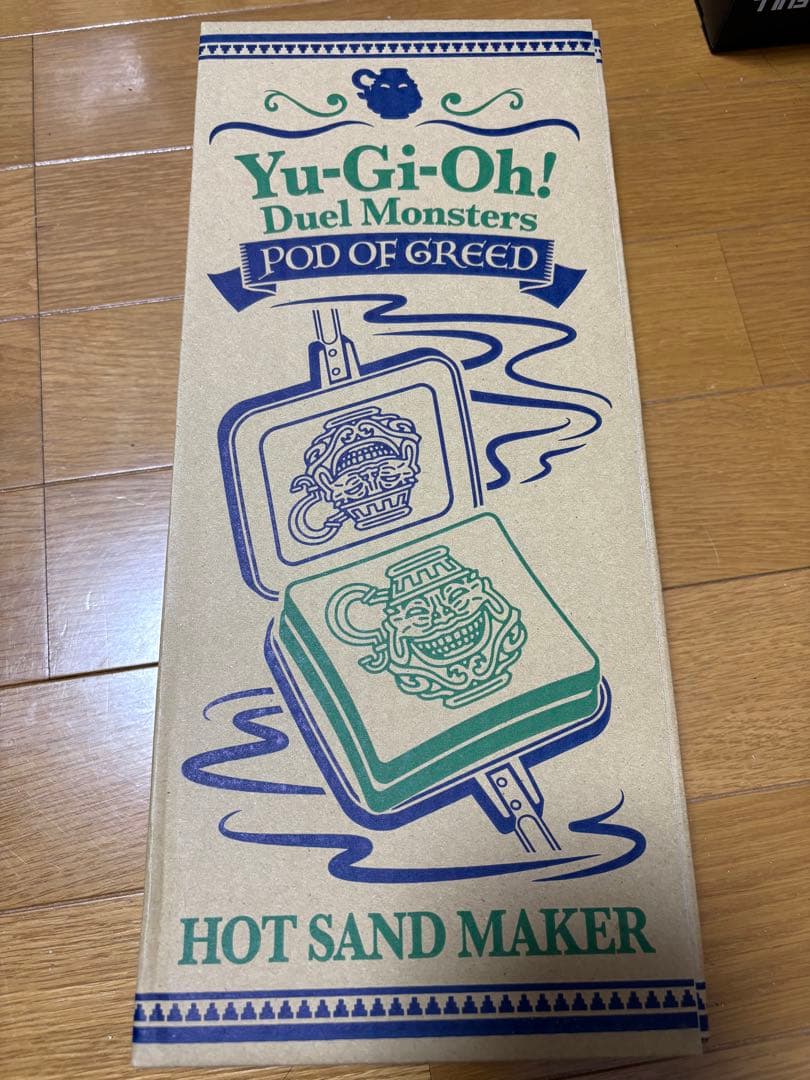 Yu-Gi-Oh!
Duel Monsters
POD OF GREED
HOT SAND MAKER